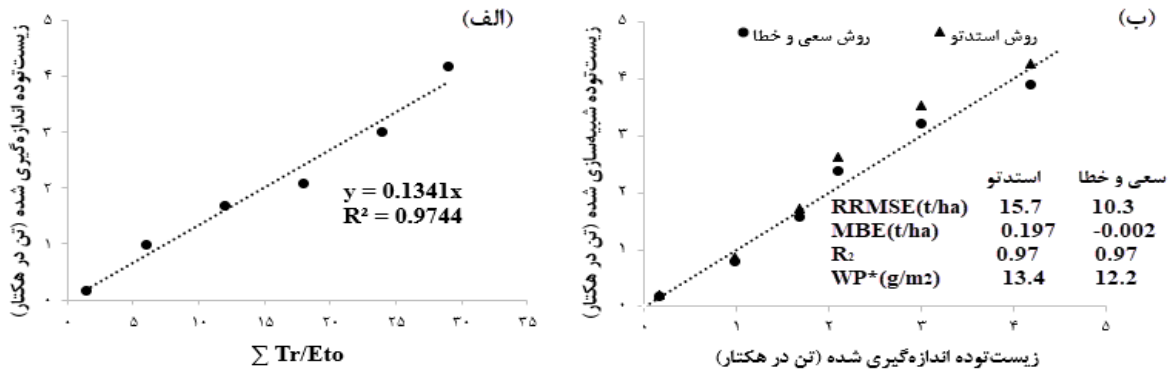 (الف)
۵
۴
۳
۲
۱
۰
زیست‌توده اندازه‌گیری شده (تن در هکتار)
y = 0.1341x
R² = 0.9744
۰ ۵ ۱۰ ۱۵ ۲۰ ۲۵ ۳۰ ۳۵
∑ Tr/Eto
(ب)
روش سعی و خطا
روش استدتو
۵
۴
۳
۲
۱
۰
زیست‌توده شبیه‌سازی شده (تن در هکتار)
استدتو سعی و خطا
RRMSE(t/ha) 15.7 10.3
MBE(t/ha) 0.197 -0.002
R₂ 0.97 0.97
WP*(g/m2) 13.4 12.2
۰ ۱ ۲ ۳ ۴ ۵
زیست‌توده اندازه‌گیری شده (تن در هکتار)